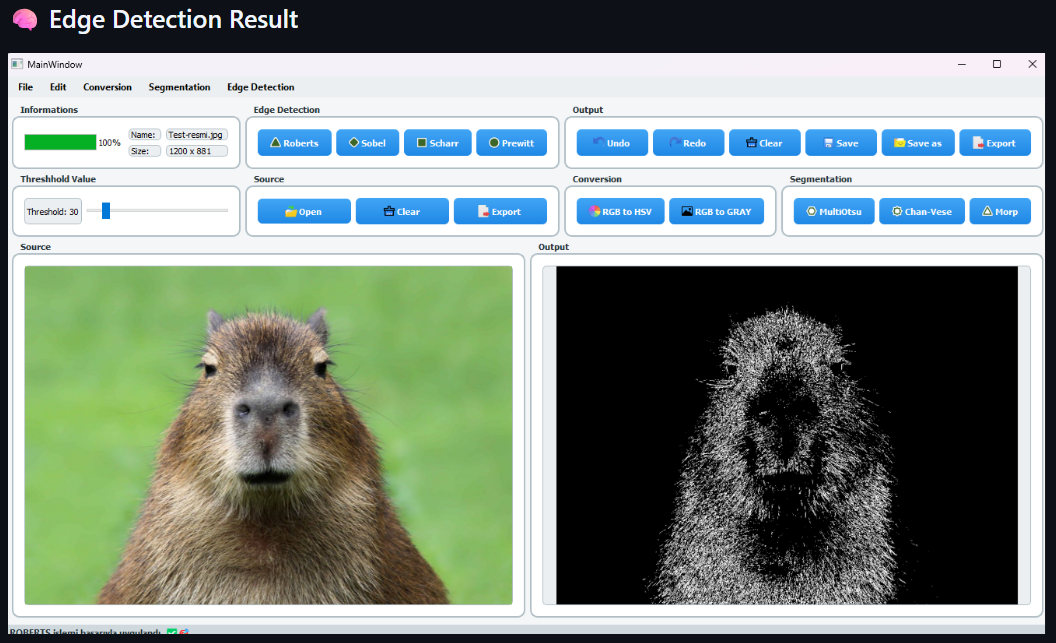 Edge Detection Result
MainWindow
File Edit Conversion Segmentation Edge Detection
Informations Edge Detection Output
100% Name: Test-resmi.jpg Size: 1200 x 881
Roberts Sobel Scharr Prewitt
Undo Redo Clear Save Save as Export
Threshhold Value Source Conversion Segmentation
Threshold: 30
Open Clear Export
RGB to HSV RGB to GRAY
MultiOtsu Chan-Vese Morp
Source Output
ROBERTS işlemi başarıyla uygulandı.